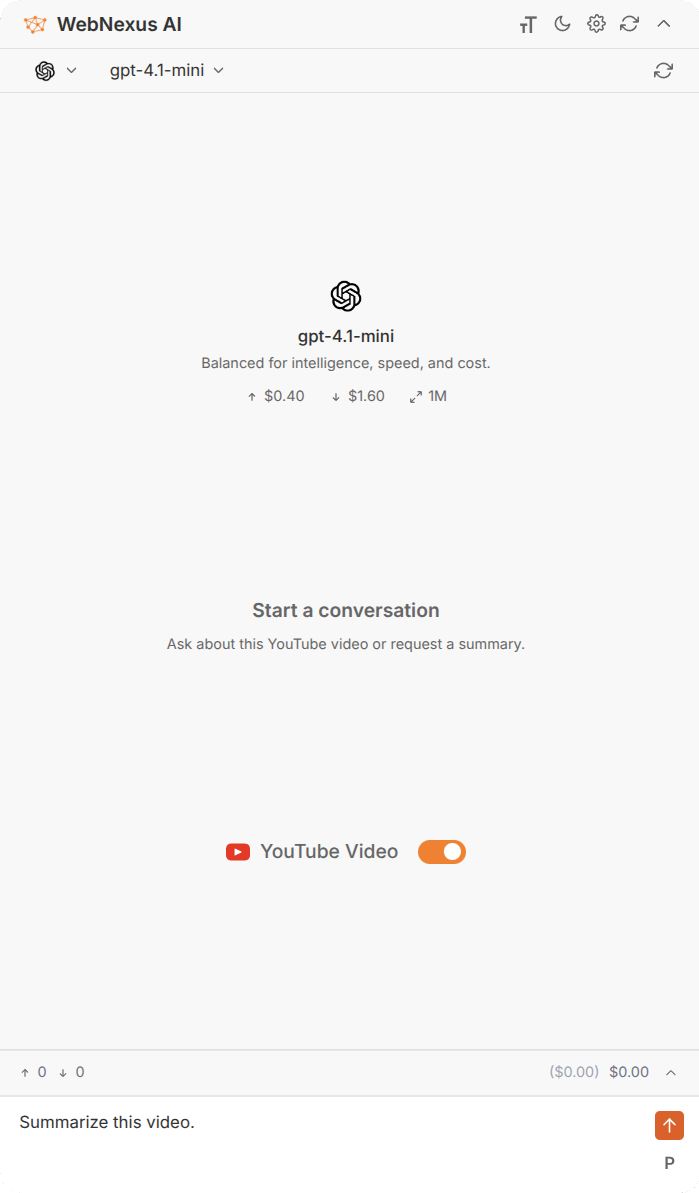 WebNexus AI
gpt-4.1-mini
gpt-4.1-mini
Balanced for intelligence, speed, and cost.
↑ $0.40 ↓ $1.60 1M
Start a conversation
Ask about this YouTube video or request a summary.
YouTube Video
↑ 0 ↓ 0 ($0.00) $0.00
Summarize this video.
P